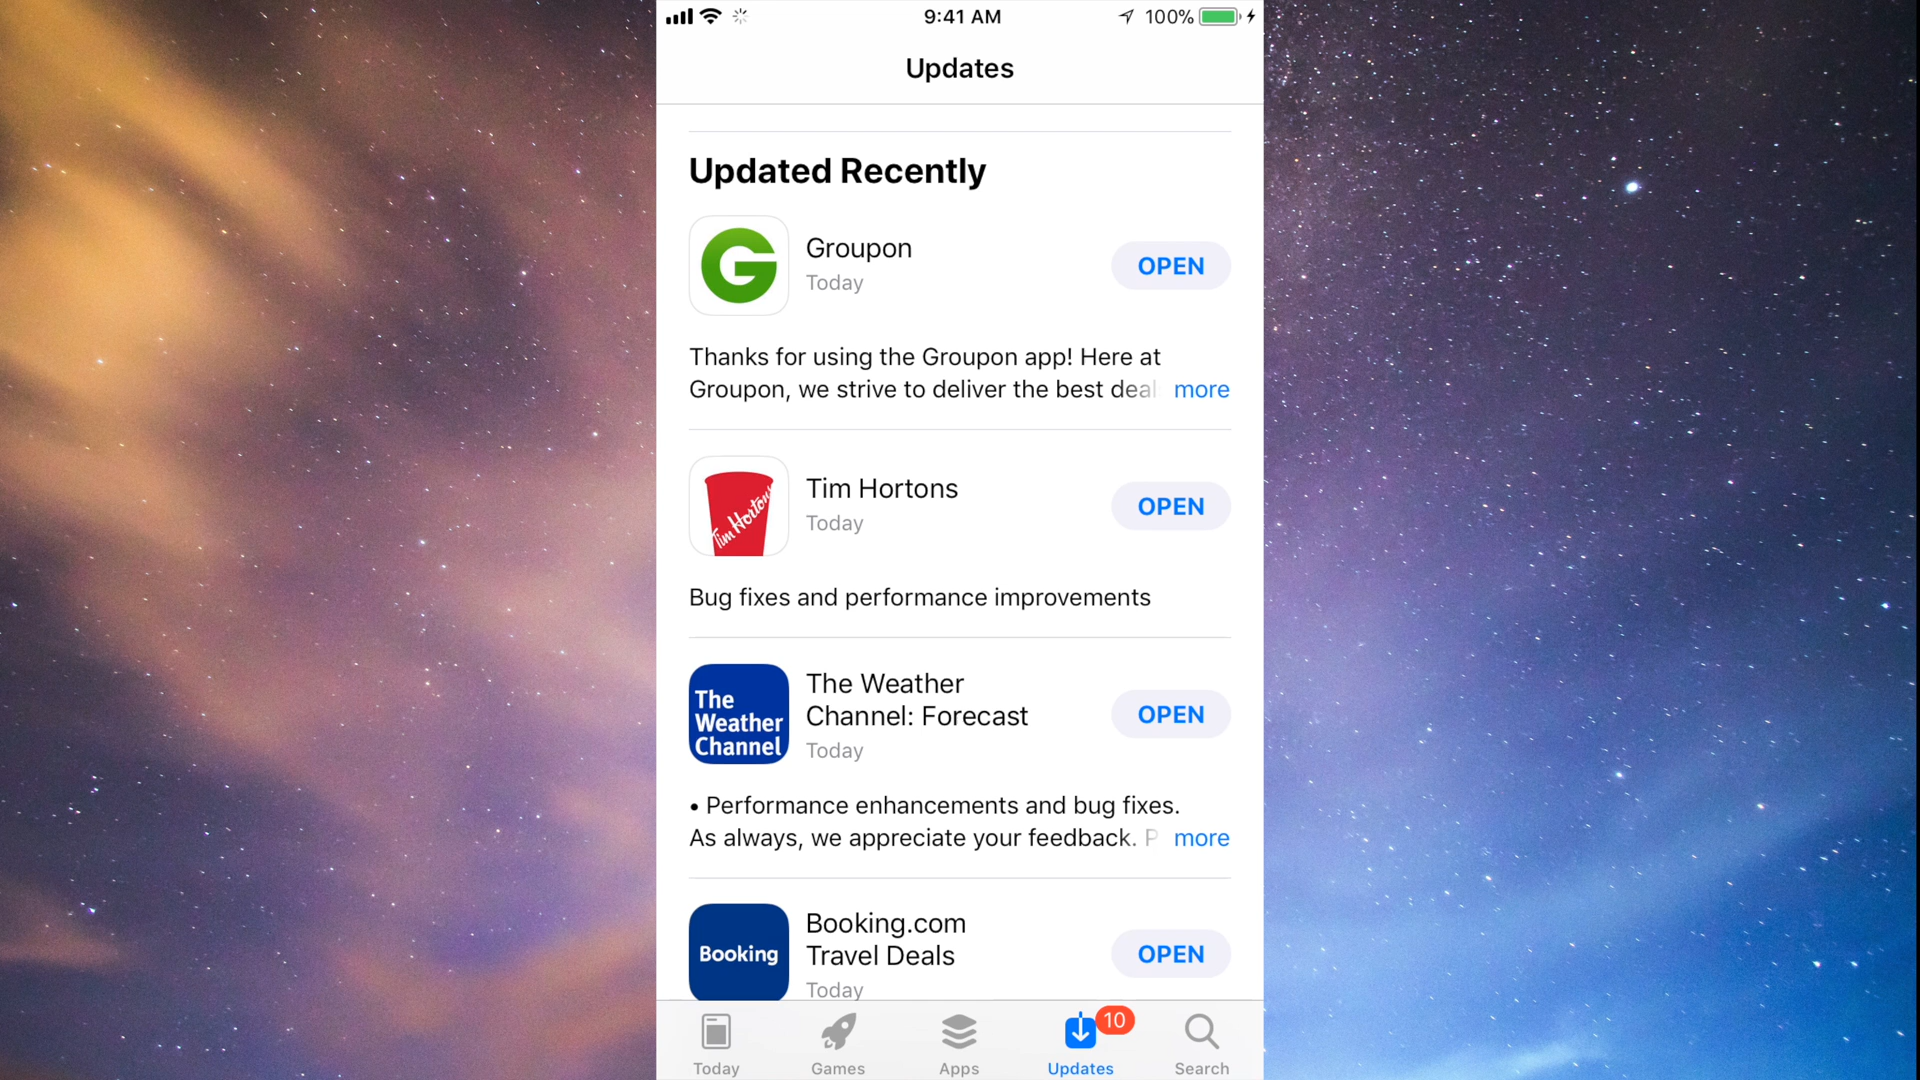 9:41 AM
100%
Updates
Updated Recently
G
Groupon
Today
OPEN
Thanks for using the Groupon app! Here at
Groupon, we strive to deliver the best deal
more
Tim Hortons
Tim Hortons
Today
OPEN
Bug fixes and performance improvements
The
Weather
Channel
The Weather
Channel: Forecast
Today
OPEN
• Performance enhancements and bug fixes.
As always, we appreciate your feedback. P
more
Booking
Booking.com
Travel Deals
Today
OPEN
10
Today
Games
Apps
Updates
Search